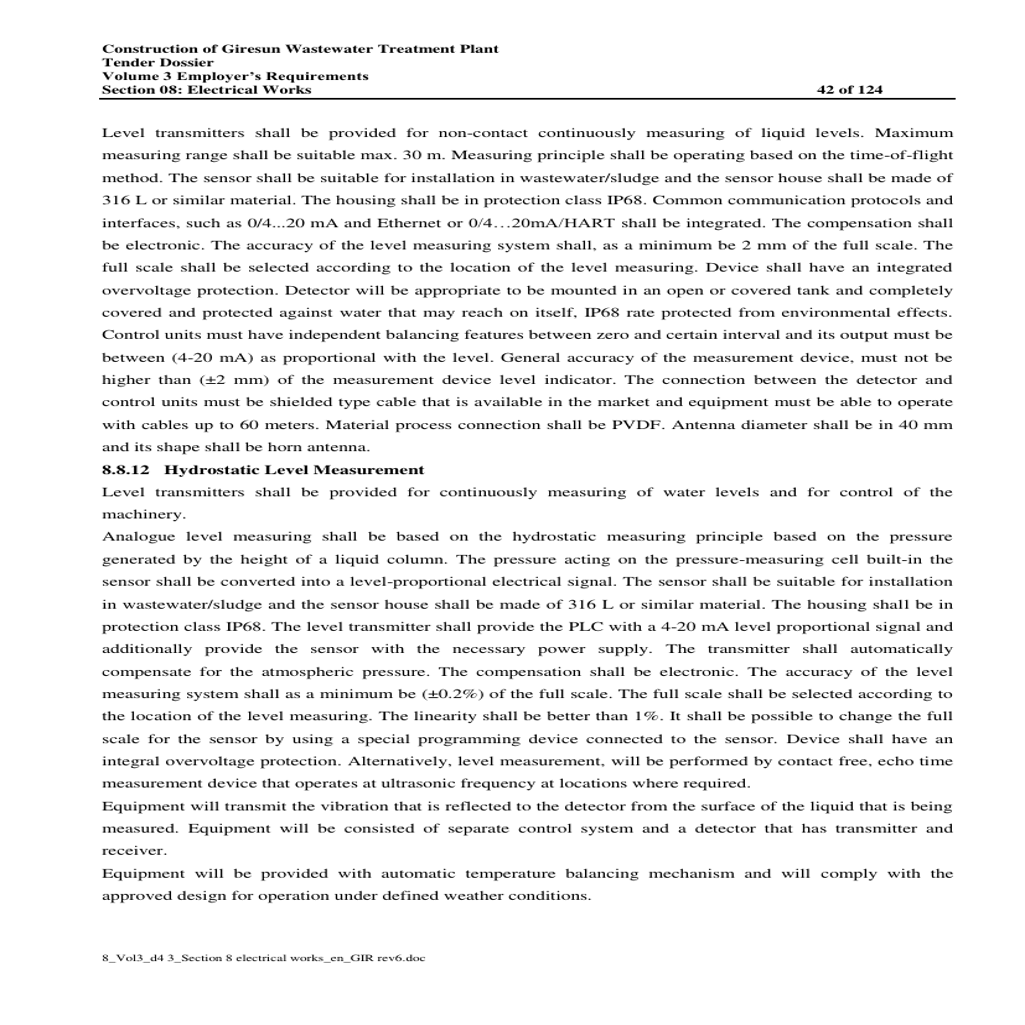 Construction of Giresun Wastewater Treatment Plant
Tender Dossier
Volume 3 Employer's Requirements
Section 08: Electrical Works 42 of 124
Level transmitters shall be provided for non-contact continuously measuring of liquid levels. Maximum
measuring range shall be suitable max. 30 m. Measuring principle shall be operating based on the time-of-flight
method. The sensor shall be suitable for installation in wastewater/sludge and the sensor house shall be made of
316 L or similar material. The housing shall be in protection class IP68. Common communication protocols and
interfaces, such as 0/4...20 mA and Ethernet or 0/4…20mA/HART shall be integrated. The compensation shall
be electronic. The accuracy of the level measuring system shall, as a minimum be 2 mm of the full scale. The
full scale shall be selected according to the location of the level measuring. Device shall have an integrated
overvoltage protection. Detector will be appropriate to be mounted in an open or covered tank and completely
covered and protected against water that may reach on itself, IP68 rate protected from environmental effects.
Control units must have independent balancing features between zero and certain interval and its output must be
between (4-20 mA) as proportional with the level. General accuracy of the measurement device, must not be
higher than (±2 mm) of the measurement device level indicator. The connection between the detector and
control units must be shielded type cable that is available in the market and equipment must be able to operate
with cables up to 60 meters. Material process connection shall be PVDF. Antenna diameter shall be in 40 mm
and its shape shall be horn antenna.
8.8.12 Hydrostatic Level Measurement
Level transmitters shall be provided for continuously measuring of water levels and for control of the
machinery.
Analogue level measuring shall be based on the hydrostatic measuring principle based on the pressure
generated by the height of a liquid column. The pressure acting on the pressure-measuring cell built-in the
sensor shall be converted into a level-proportional electrical signal. The sensor shall be suitable for installation
in wastewater/sludge and the sensor house shall be made of 316 L or similar material. The housing shall be in
protection class IP68. The level transmitter shall provide the PLC with a 4-20 mA level proportional signal and
additionally provide the sensor with the necessary power supply. The transmitter shall automatically
compensate for the atmospheric pressure. The compensation shall be electronic. The accuracy of the level
measuring system shall as a minimum be (±0.2%) of the full scale. The full scale shall be selected according to
the location of the level measuring. The linearity shall be better than 1%. It shall be possible to change the full
scale for the sensor by using a special programming device connected to the sensor. Device shall have an
integral overvoltage protection. Alternatively, level measurement, will be performed by contact free, echo time
measurement device that operates at ultrasonic frequency at locations where required.
Equipment will transmit the vibration that is reflected to the detector from the surface of the liquid that is being
measured. Equipment will be consisted of separate control system and a detector that has transmitter and
receiver.
Equipment will be provided with automatic temperature balancing mechanism and will comply with the
approved design for operation under defined weather conditions.
8_Vol3_d4 3_Section 8 electrical works_en_GIR rev6.doc